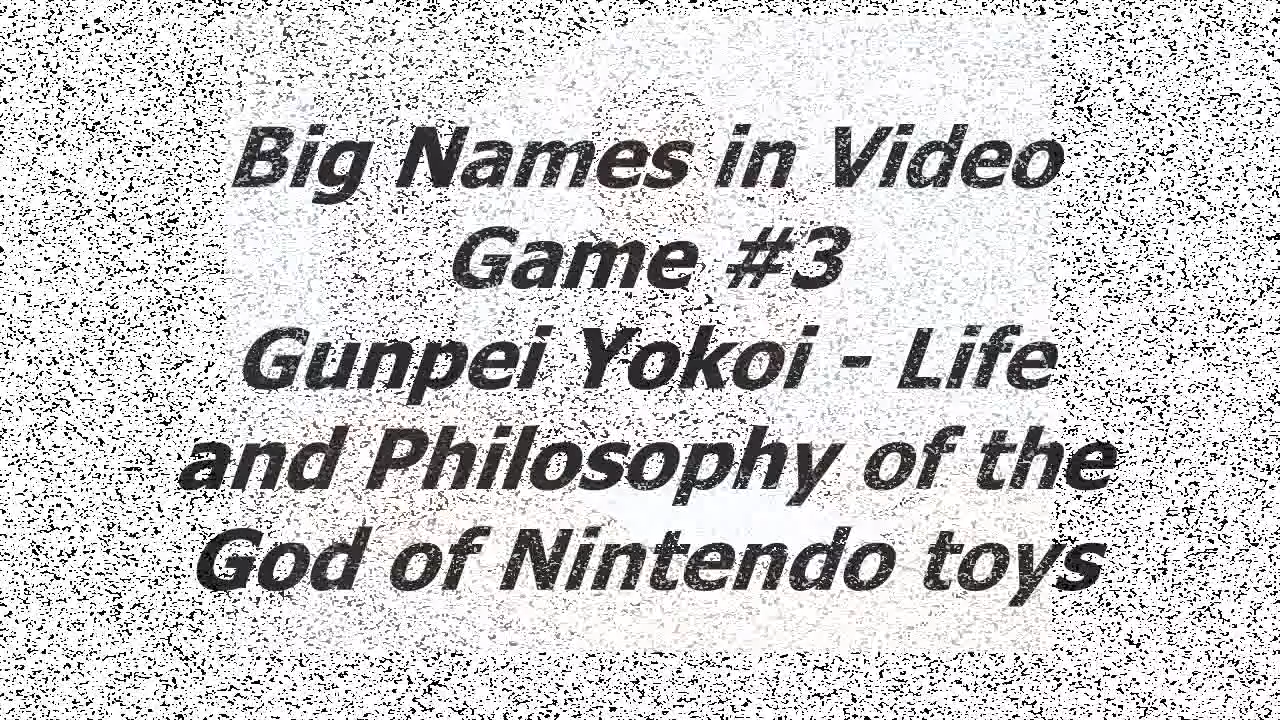 Big Names in Video
Game #3
Gunpei Yokoi - Life
and Philosophy of the
God of Nintendo toys